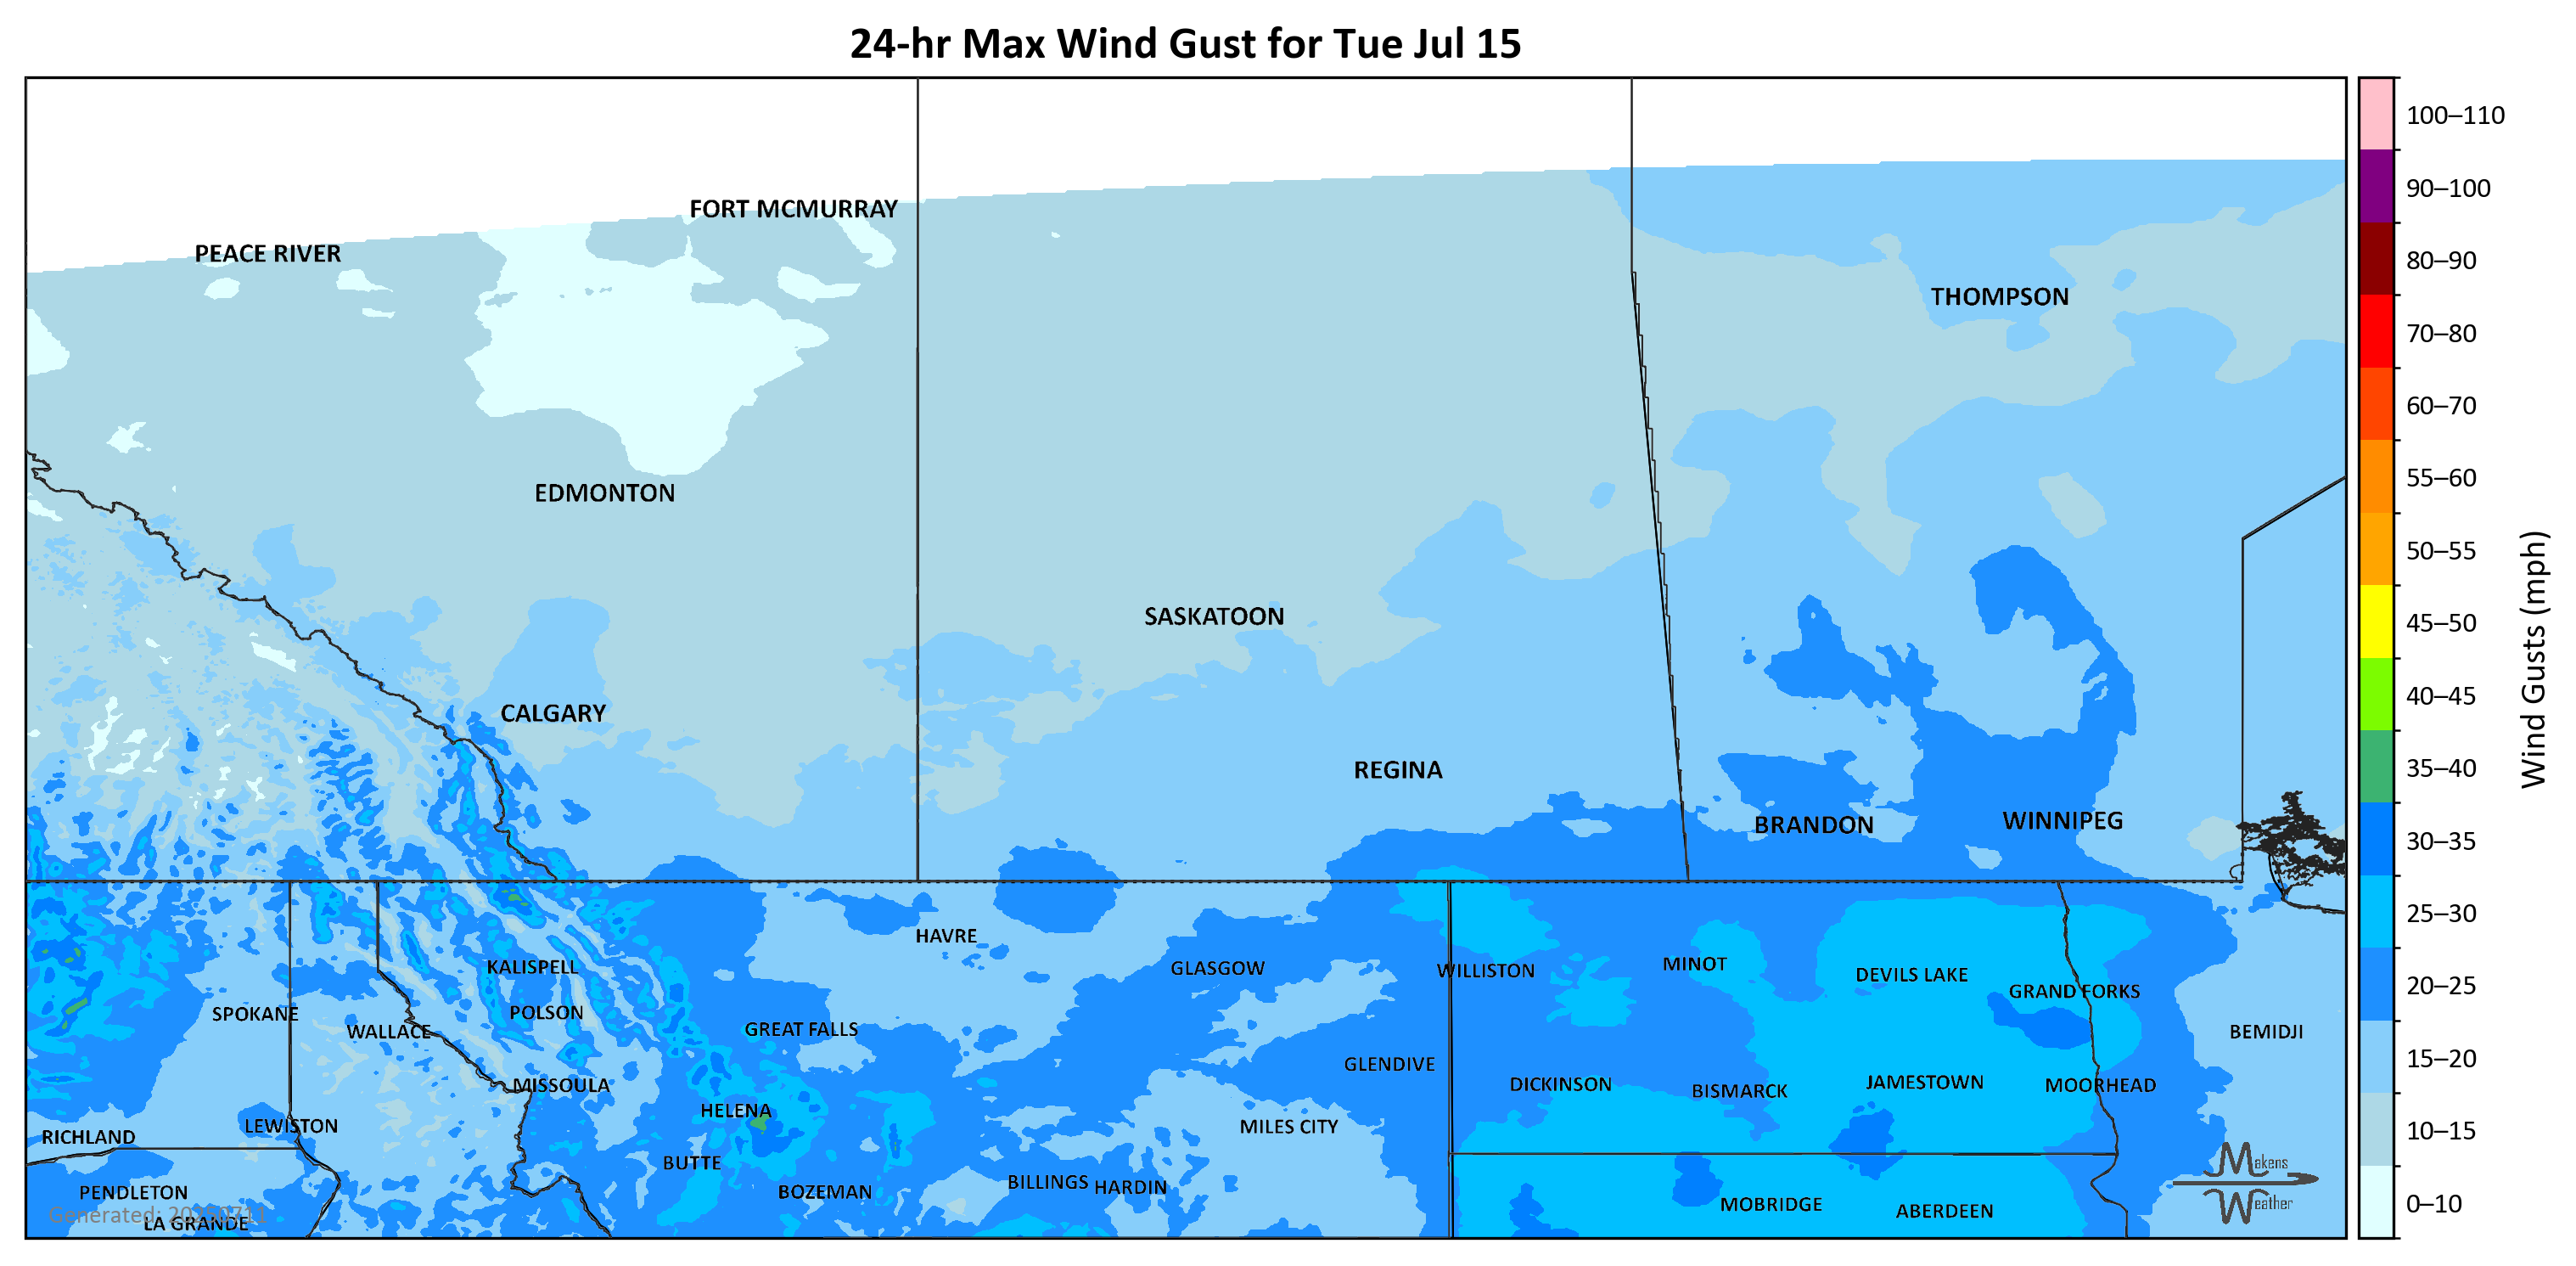 24-hr Max Wind Gust for Tue Jul 15
100–110
90–100
80–90
70–80
60–70
55–60
50–55
45–50
40–45
35–40
30–35
25–30
20–25
15–20
10–15
0–10
Wind Gusts (mph)
FORT MCMURRAY
PEACE RIVER
THOMPSON
EDMONTON
SASKATOON
CALGARY
REGINA
BRANDON
WINNIPEG
HAVRE
KALISPELL
GLASGOW
WILLISTON
MINOT
DEVILS LAKE
GRAND FORKS
SPOKANE
POLSON
WALLACE
GREAT FALLS
BEMIDJI
GLENDIVE
MISSOULA
DICKINSON
BISMARCK
JAMESTOWN
MOORHEAD
HELENA
LEWISTON
RICHLAND
MILES CITY
BUTTE
BILLINGS
HARDIN
PENDLETON
BOZEMAN
MOBRIDGE
ABERDEEN
LA GRANDE
Generated: 20250711
Makens
Weather